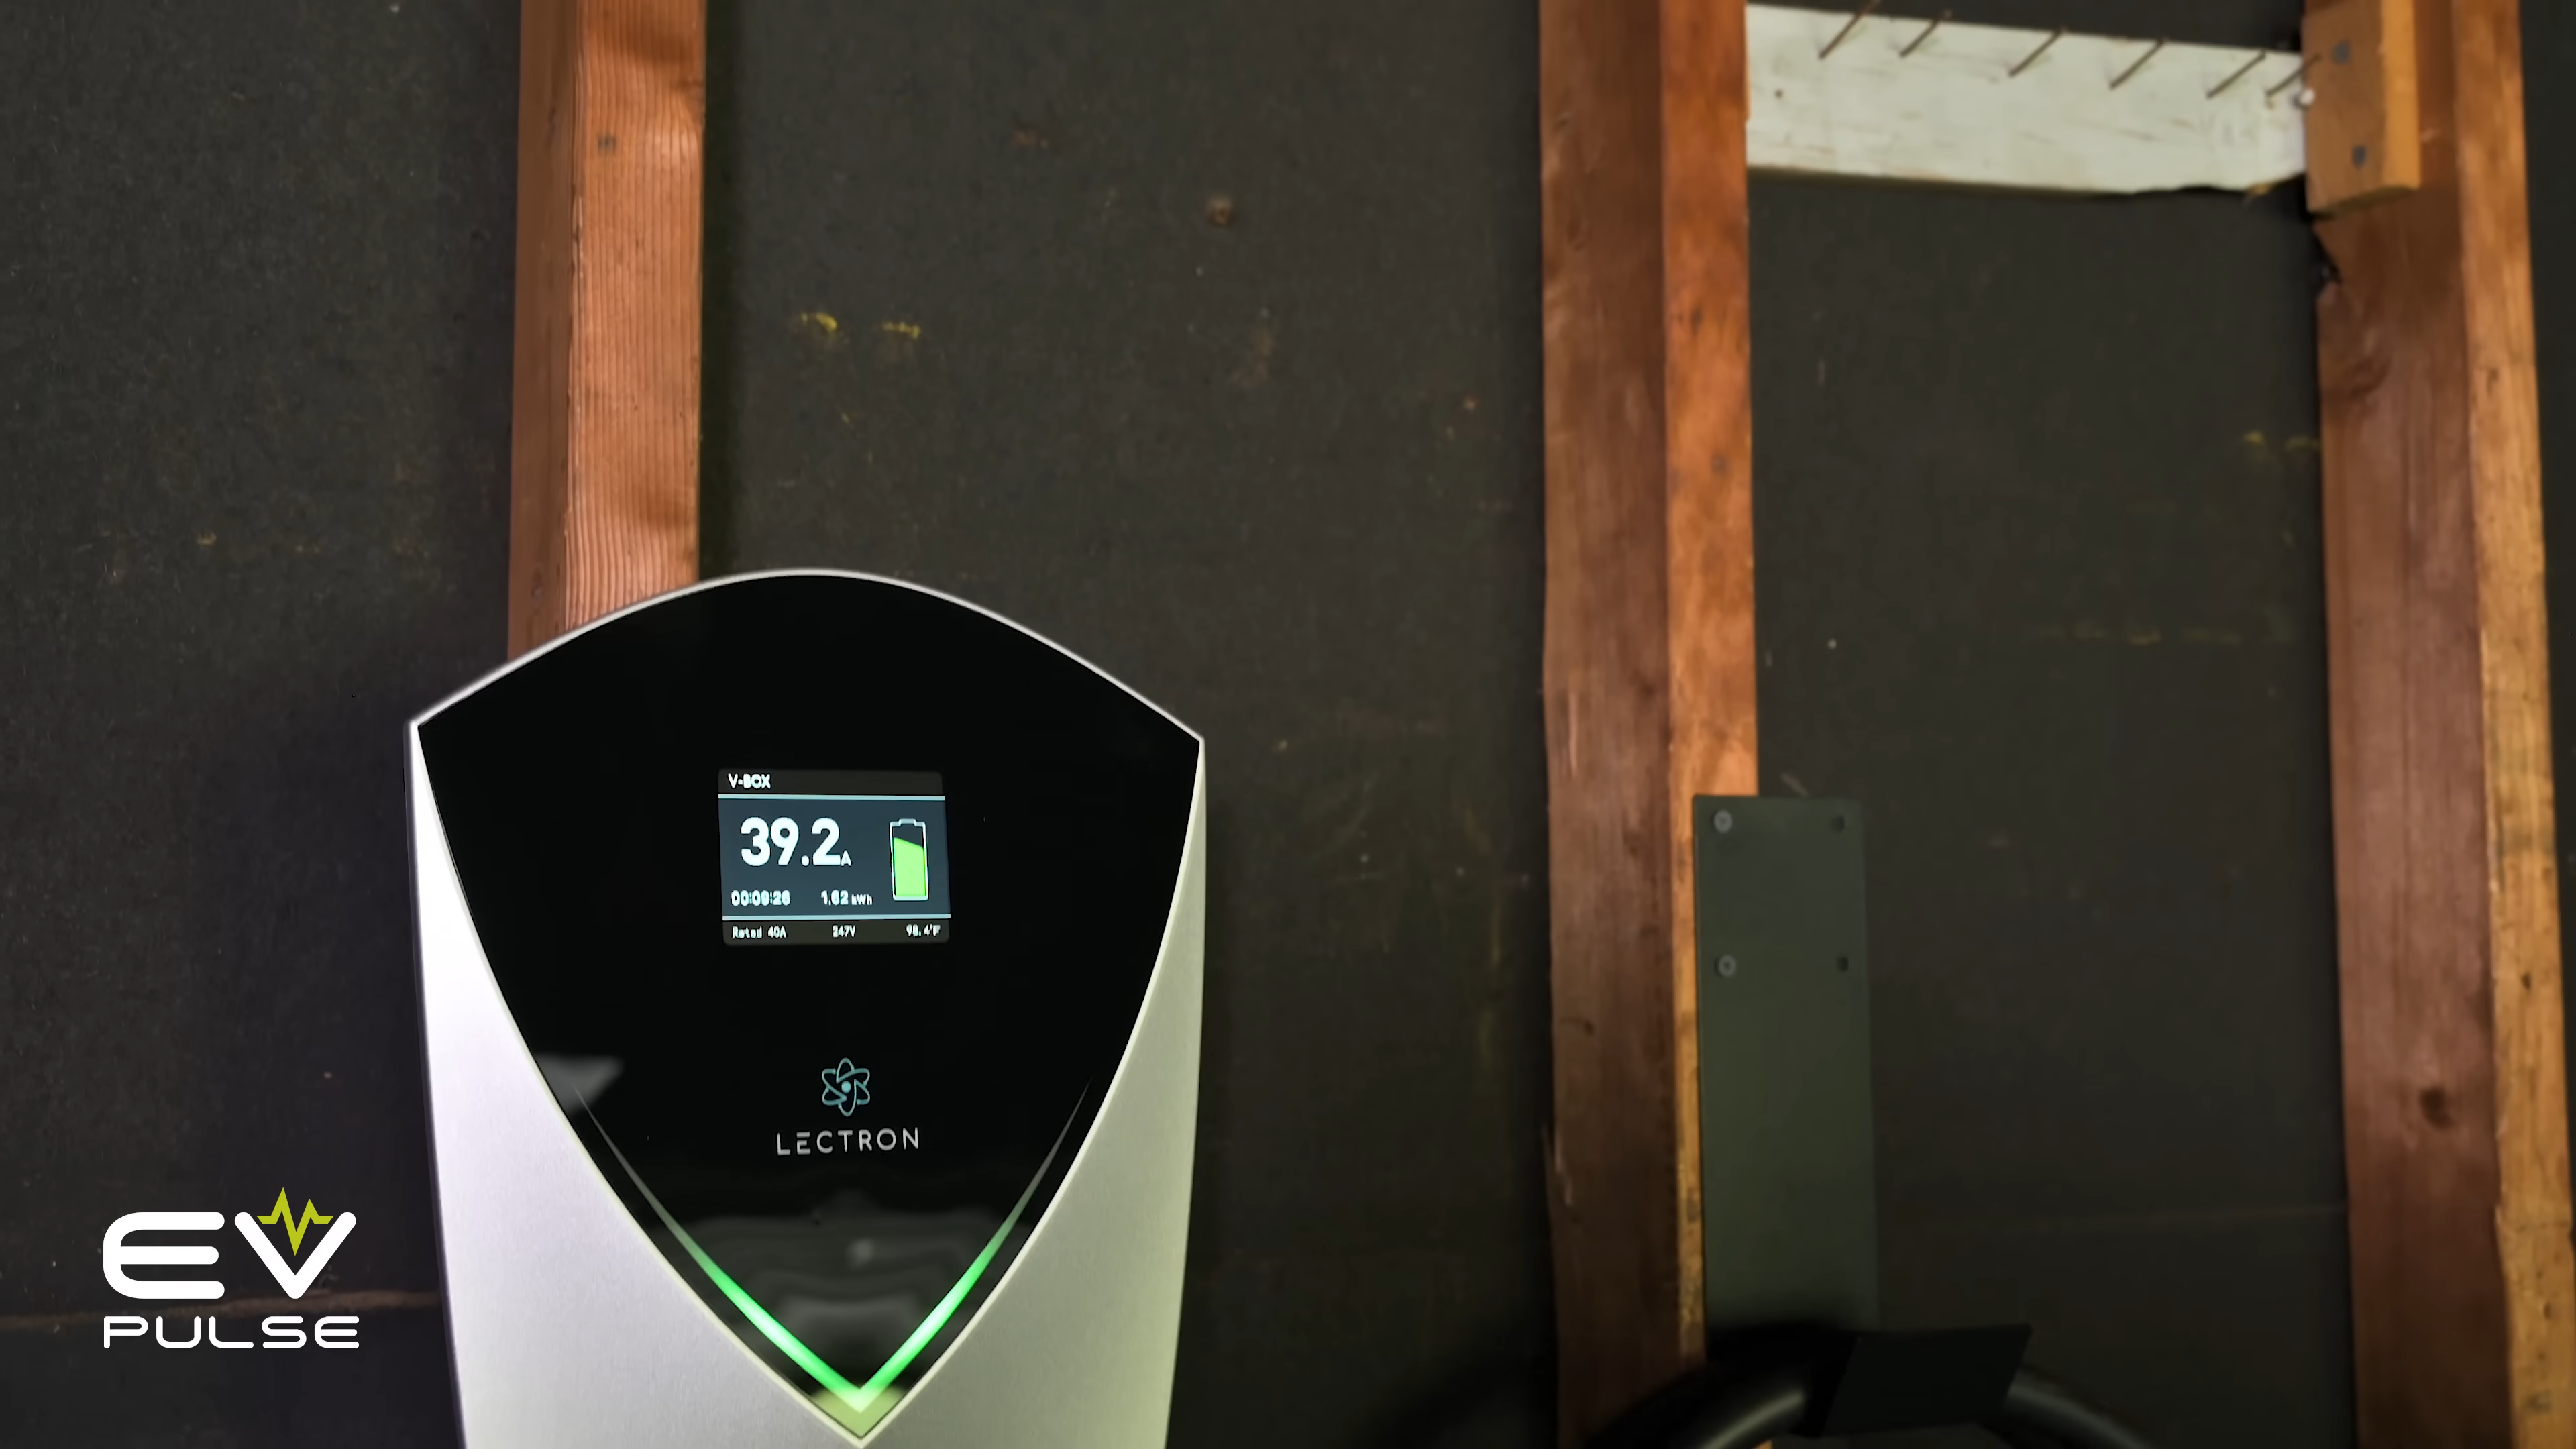 V-BOX
39.2A
00:09:26 1.62 kWh
Rated 40A 247V 98.4°F
LECTRON
EV
PULSE